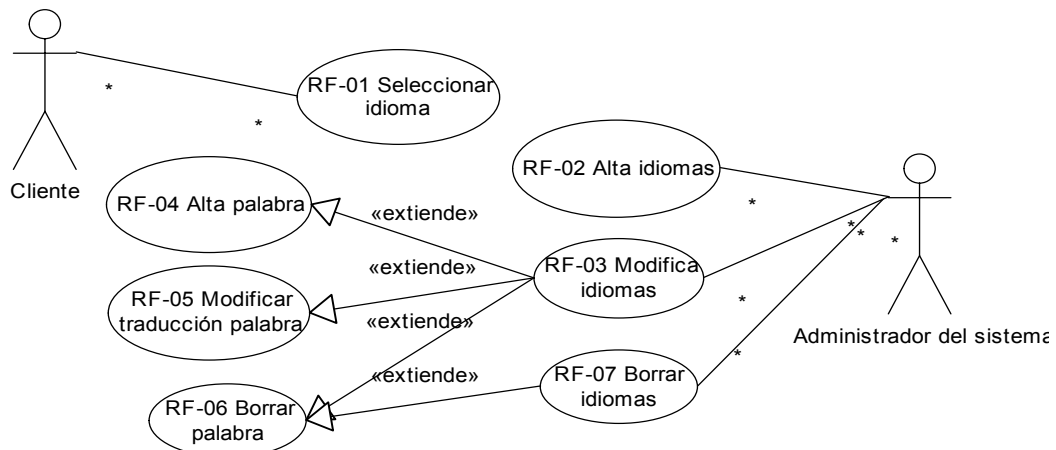 RF-01 Seleccionar
idioma
*
*
Cliente
RF-02 Alta idiomas
*
RF-04 Alta palabra
«extiende»
*
*
*
RF-03 Modifica
idiomas
«extiende»
RF-05 Modificar
traducción palabra
*
«extiende»
Administrador del sistema
*
«extiende»
RF-07 Borrar
idiomas
RF-06 Borrar
palabra